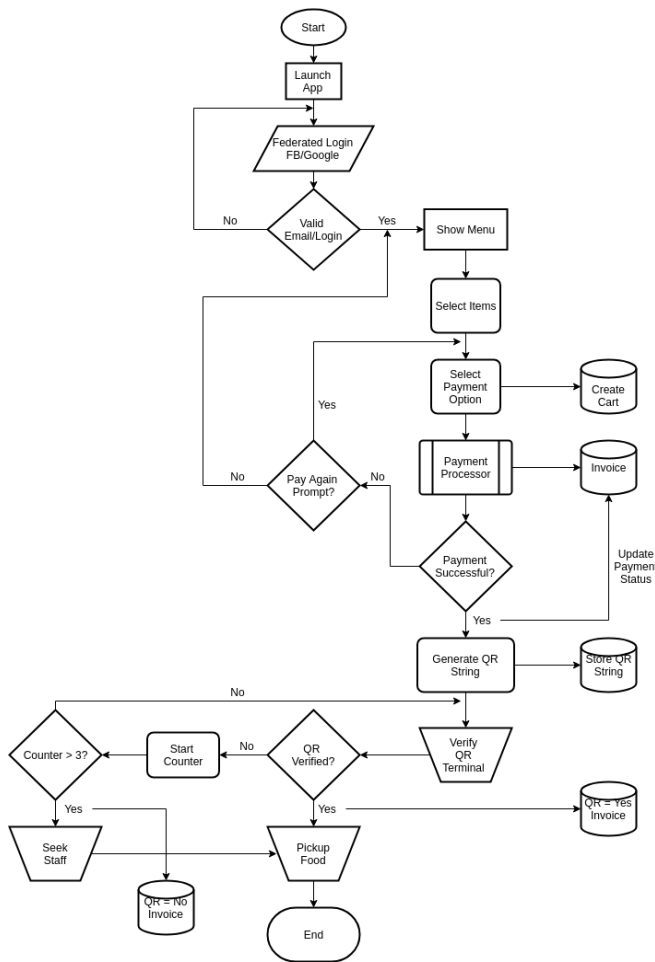 Start
Launch
App
Federated Login
FB/Google
No
Valid
Email/Login
Yes
Show Menu
Select Items
Select
Payment
Option
Create
Cart
Yes
Payment
Processor
Invoice
No
Pay Again
Prompt?
No
Payment
Successful?
Update
Payment
Status
Yes
Generate QR
String
Store QR
String
No
Counter > 3?
Start
Counter
No
QR
Verified?
Verify
QR
Terminal
Yes
Yes
QR = Yes
Invoice
Seek
Staff
Pickup
Food
QR = No
Invoice
End